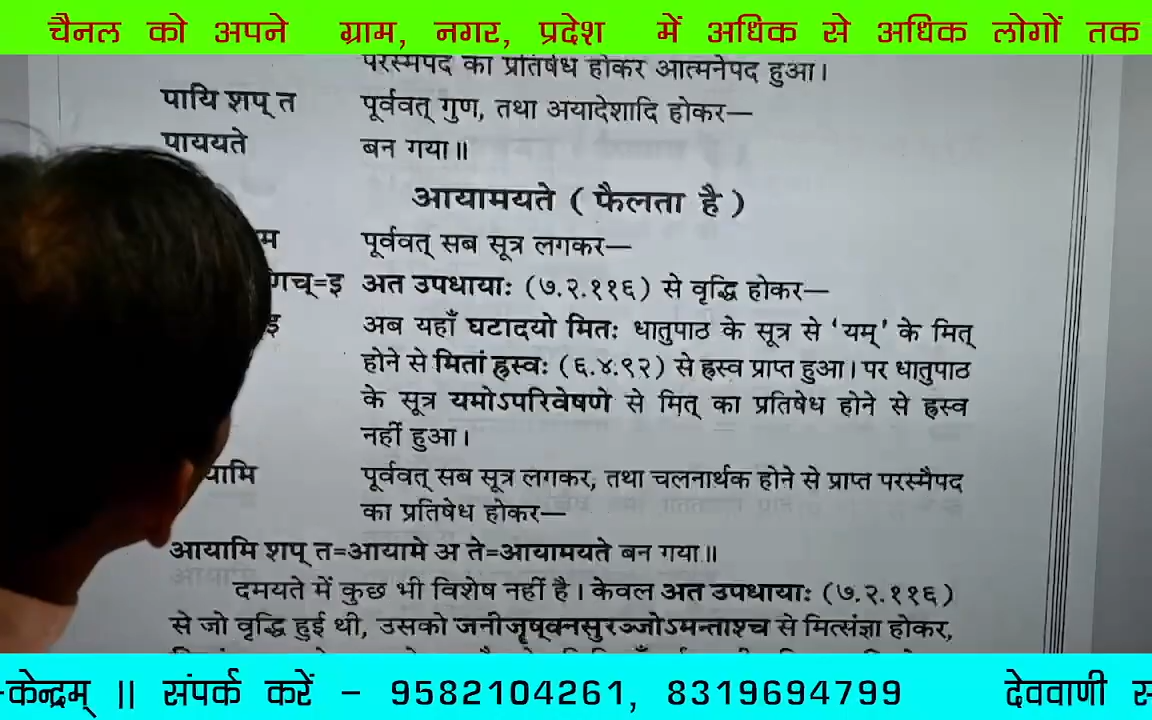 चैनल को अपने ग्राम, नगर, प्रदेश में अधिक से अधिक लोगों तक
परस्मैपद का प्रतिषेध होकर आत्मनेपद हुआ।
पायि शप् त पूर्ववत् गुण, तथा अयादेशादि होकर—
पाययते बन गया॥
आयामयते ( फैलता है )
म पूर्ववत् सब सूत्र लगकर—
णिच्=इ अत उपधायाः (७.२.११६) से वृद्धि होकर—
इ अब यहाँ घटादयो मितः धातुपाठ के सूत्र से ‘यम्’ के मित्
होने से मितां ह्रस्वः (६.४.९२) से ह्रस्व प्राप्त हुआ। पर धातुपाठ
के सूत्र यमोऽपरिवेषणे से मित् का प्रतिषेध होने से ह्रस्व
नहीं हुआ।
यामि पूर्ववत् सब सूत्र लगकर, तथा चलनार्थक होने से प्राप्त परस्मैपद
का प्रतिषेध होकर—
आयामि शप् त=आयामे अ ते=आयामयते बन गया॥
दमयते में कुछ भी विशेष नहीं है। केवल अत उपधायाः (७.२.११६)
से जो वृद्धि हुई थी, उसको जनीजॄष्क्नसुरञ्जोऽमन्ताश्च से मित्संज्ञा होकर,
-केन्द्रम् || संपर्क करें - 9582104261, 8319694799 देववाणी स